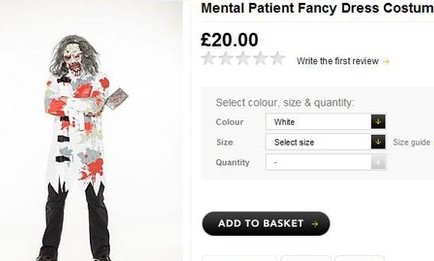 Mental Patient Fancy Dress Costum
£20.00
Write the first review →
Select colour, size & quantity:
Colour White
Size Select size Size guide
Quantity -
ADD TO BASKET →